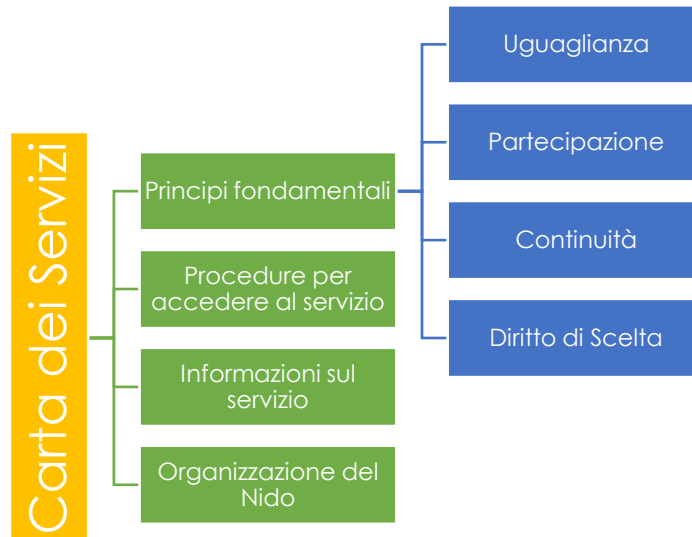 Carta dei Servizi
Principi fondamentali
Procedure per
accedere al servizio
Informazioni sul
servizio
Organizzazione del
Nido
Uguaglianza
Partecipazione
Continuità
Diritto di Scelta